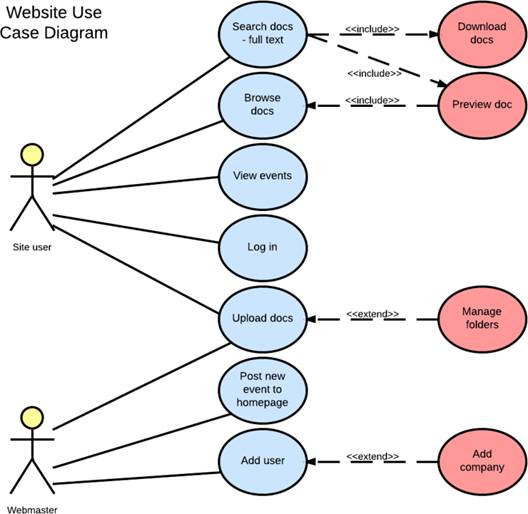 Website Use
Case Diagram
Search docs
- full text
<<include>>
Download
docs
<<include>>
Browse
docs
<<include>>
Preview doc
View events
Site user
Log in
Upload docs
<<extend>>
Manage
folders
Post new
event to
homepage
Add user
<<extend>>
Add
company
Webmaster